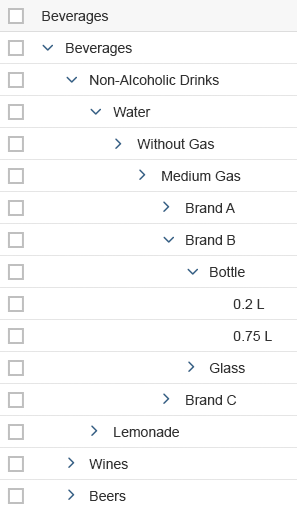 Beverages
Beverages
Non-Alcoholic Drinks
Water
Without Gas
Medium Gas
Brand A
Brand B
Bottle
0.2 L
0.75 L
Glass
Brand C
Lemonade
Wines
Beers